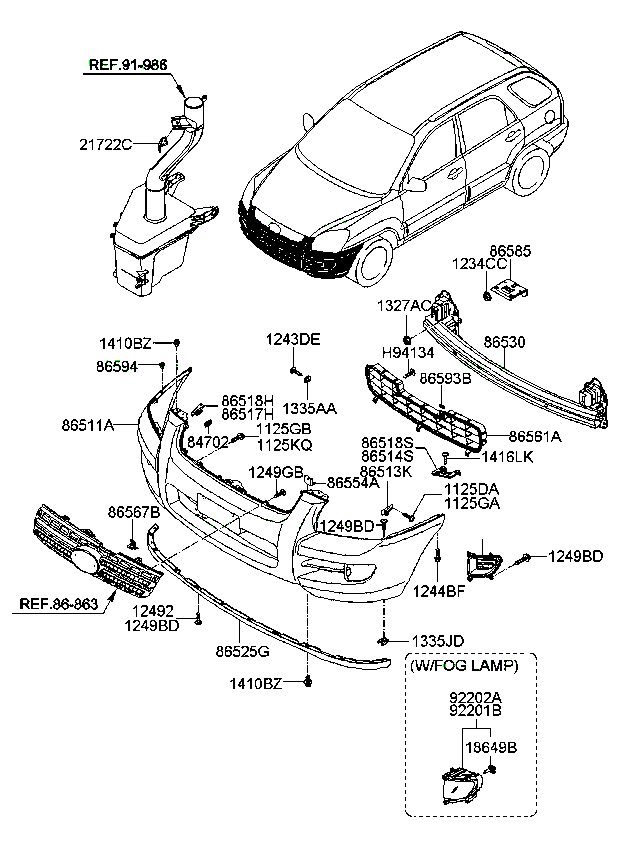 REF.91-986
21722C
86585
1234CC
1327AC
1410BZ
1243DE
86530
H94134
86594
86593B
86518H
86517H
1335AA
86511A
1125GB
1125KQ
84702
86561A
86518S
86514S
1416LK
86513K
1249GB
86554A
1125DA
1125GA
86567B
1249BD
1249BD
1244BF
REF.86-863
12492
1249BD
86525G
1335JD
1410BZ
(W/FOG LAMP)
92202A
92201B
18649B